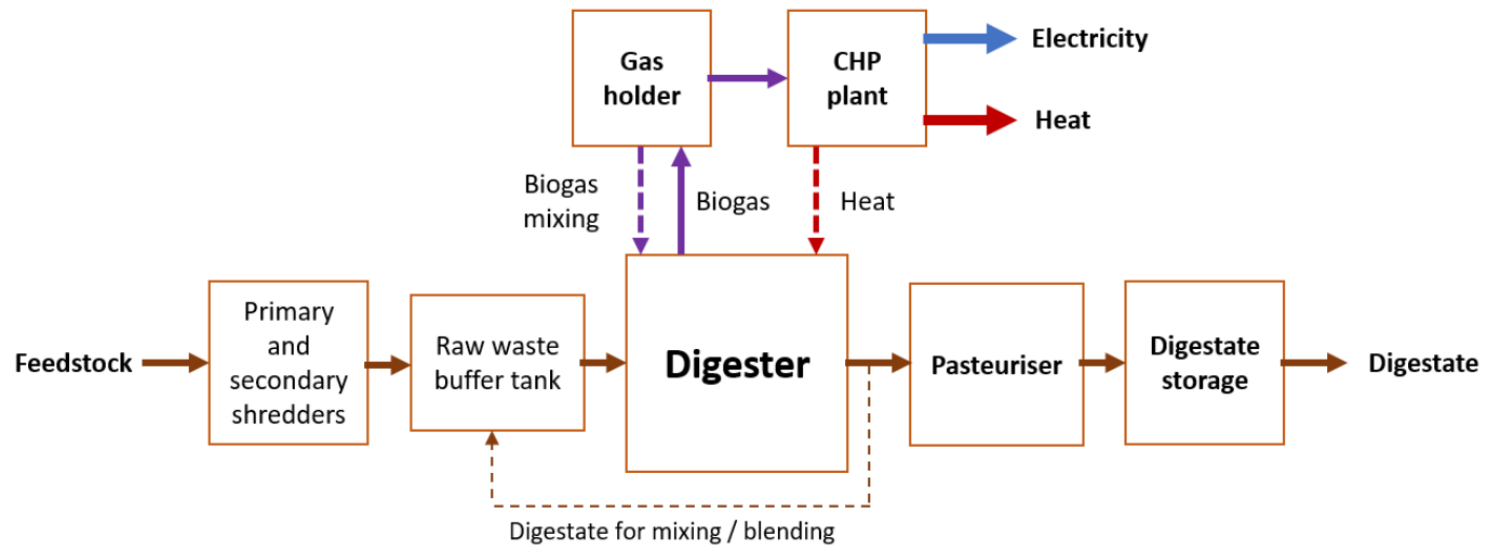 Gas
holder
CHP
plant
Electricity
Heat
Biogas
mixing
Biogas
Heat
Feedstock
Primary
and
secondary
shredders
Raw waste
buffer tank
Digester
Pasteuriser
Digestate
storage
Digestate
Digestate for mixing / blending